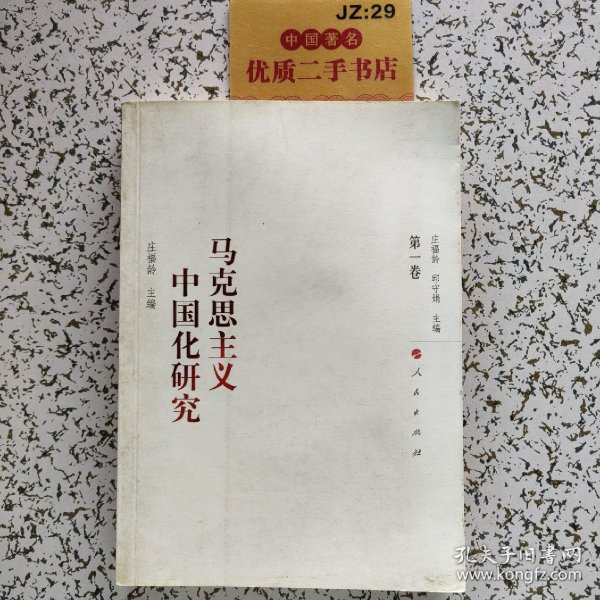 JZ:29
中国著名
优质二手书店
第一卷
庄福龄 邱守娟 主编
人民出版社
马克思主义
中国化研究
庄福龄 主编
孔夫子旧书网
www.kongfz.com